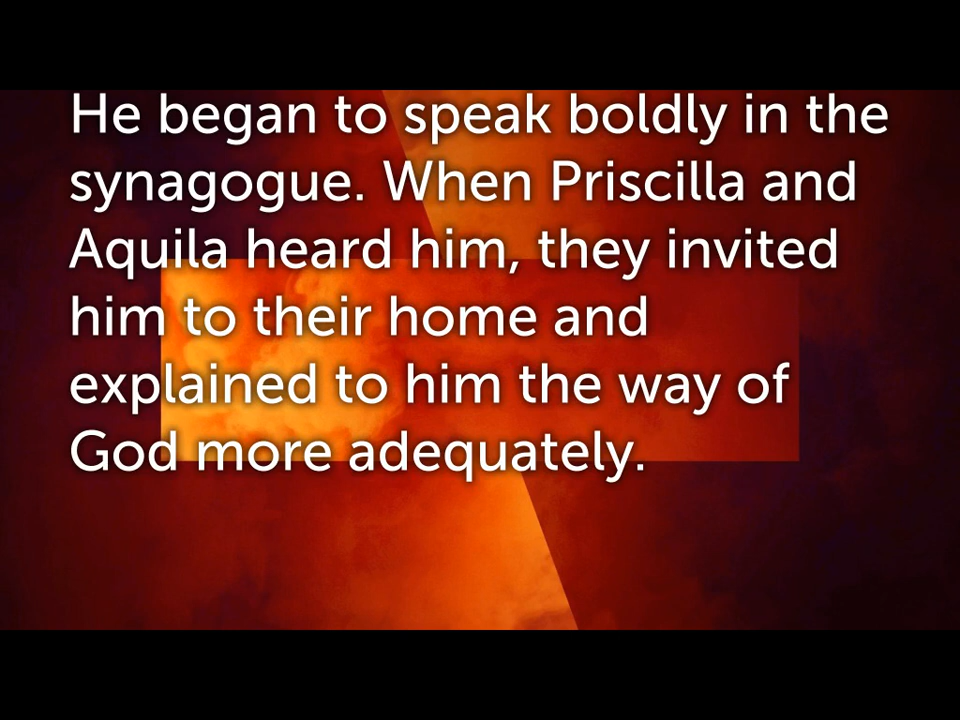 He began to speak boldly in the
synagogue. When Priscilla and
Aquila heard him, they invited
him to their home and
explained to him the way of
God more adequately.